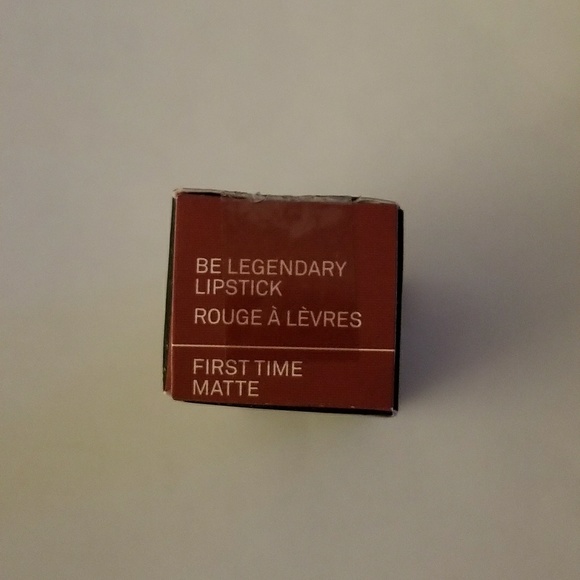 BE LEGENDARY
LIPSTICK
ROUGE À LÈVRES
FIRST TIME
MATTE